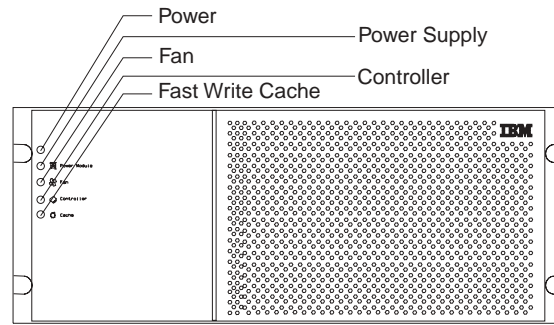 Power
Power Supply
Fan
Controller
Fast Write Cache
IBM
Power Module
Fan
Controller
Cache